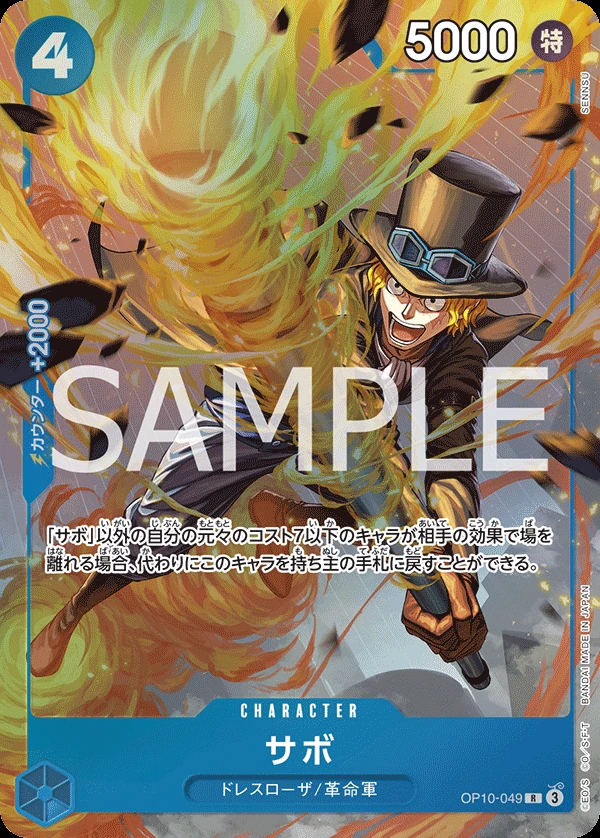 4
5000
特
SENNSU
カウンター +2000
SAMPLE
「サボ」以外の自分の元々のコスト7以下のキャラが相手の効果で場を
離れる場合、代わりにこのキャラを持ち主の手札に戻すことができる。
©E.O/S ©O/S・F・T BANDAI MADE IN JAPAN
CHARACTER
サボ
ドレスローザ/革命軍
OP10-049 R 3